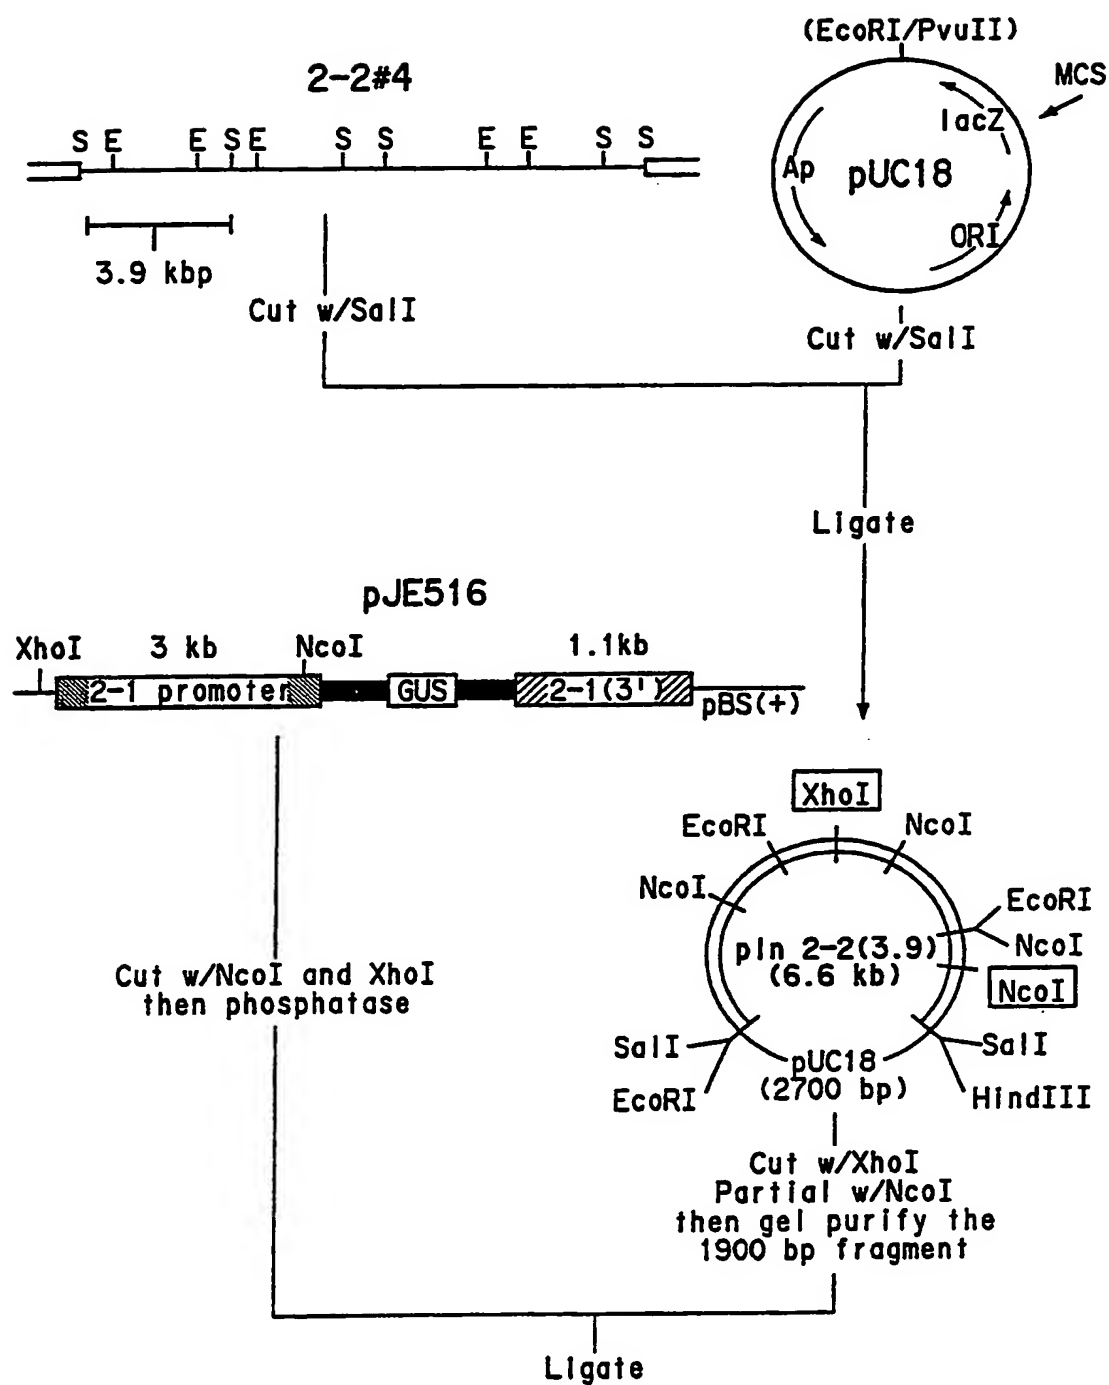 (EcoRI/PvuII)
2-2#4
MCS
S E E S E S S E E S S
lacZ
Ap
pUC18
ORI
3.9 kbp
Cut w/SalI
Cut w/SalI
Ligate
pJE516
XhoI 3 kb NcoI 1.1kb
2-1 promoter GUS 2-1(3')
pBS(+)
XhoI
EcoRI
NcoI
NcoI
EcoRI
NcoI
pin 2-2(3.9)
(6.6 kb)
NcoI
Cut w/NcoI and XhoI
then phosphatase
SalI
EcoRI
pUC18
(2700 bp)
SalI
HindIII
Cut w/XhoI
Partial w/NcoI
then gel purify the
1900 bp fragment
Ligate